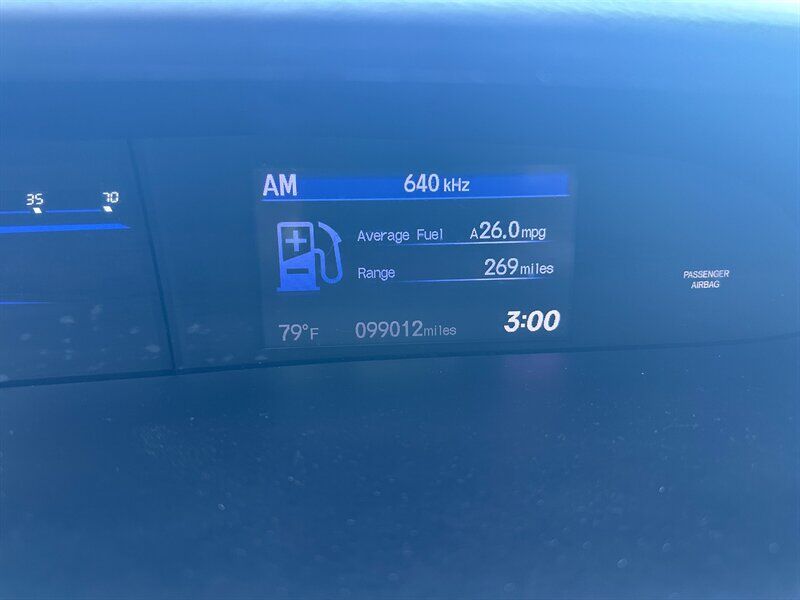 AM 640 kHz
35 70
Average Fuel A26.0mpg
Range 269miles
PASSENGER
AIRBAG
79°F 099012miles 3:00